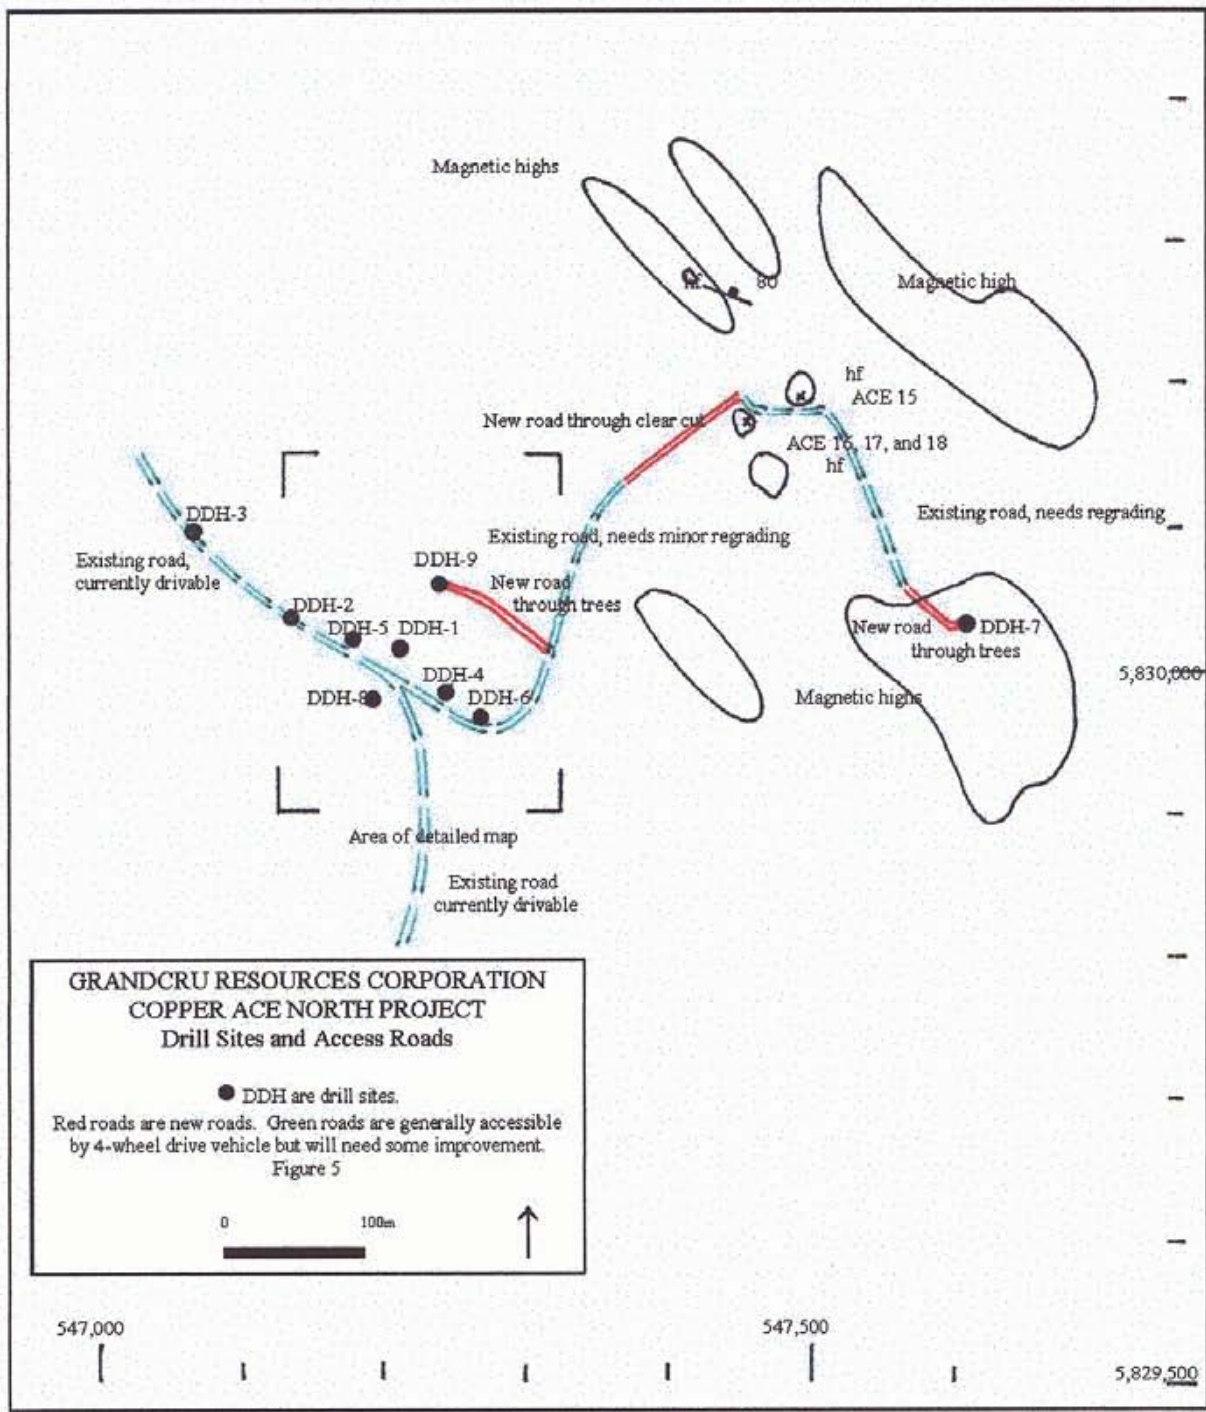 Magnetic highs
hf
80
Magnetic high
hf
ACE 15
New road through clear cut
ACE 16, 17, and 18
hf
DDH-3
Existing road, needs minor regrading
Existing road, needs regrading
Existing road,
currently drivable
DDH-9
New road
through trees
DDH-2
DDH-5
DDH-1
New road
through trees
DDH-7
DDH-4
DDH-8
DDH-6
Magnetic highs
5,830,000
Area of detailed map
Existing road
currently drivable
GRANDCRU RESOURCES CORPORATION
COPPER ACE NORTH PROJECT
Drill Sites and Access Roads
DDH are drill sites.
Red roads are new roads. Green roads are generally accessible
by 4-wheel drive vehicle but will need some improvement.
Figure 5
0 100m
547,000
547,500
5,829,500